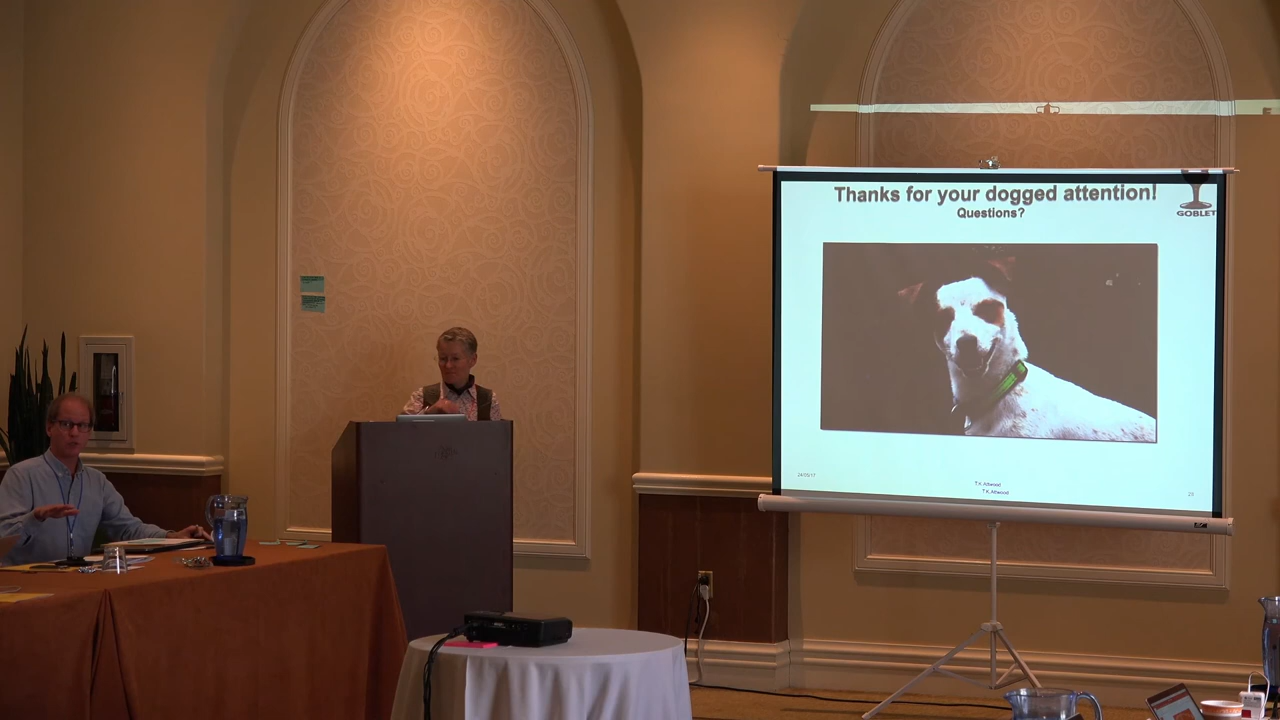 Thanks for your dogged attention!
Questions?
GOBLET
24/05/17
T.K. Attwood
T K Attwood